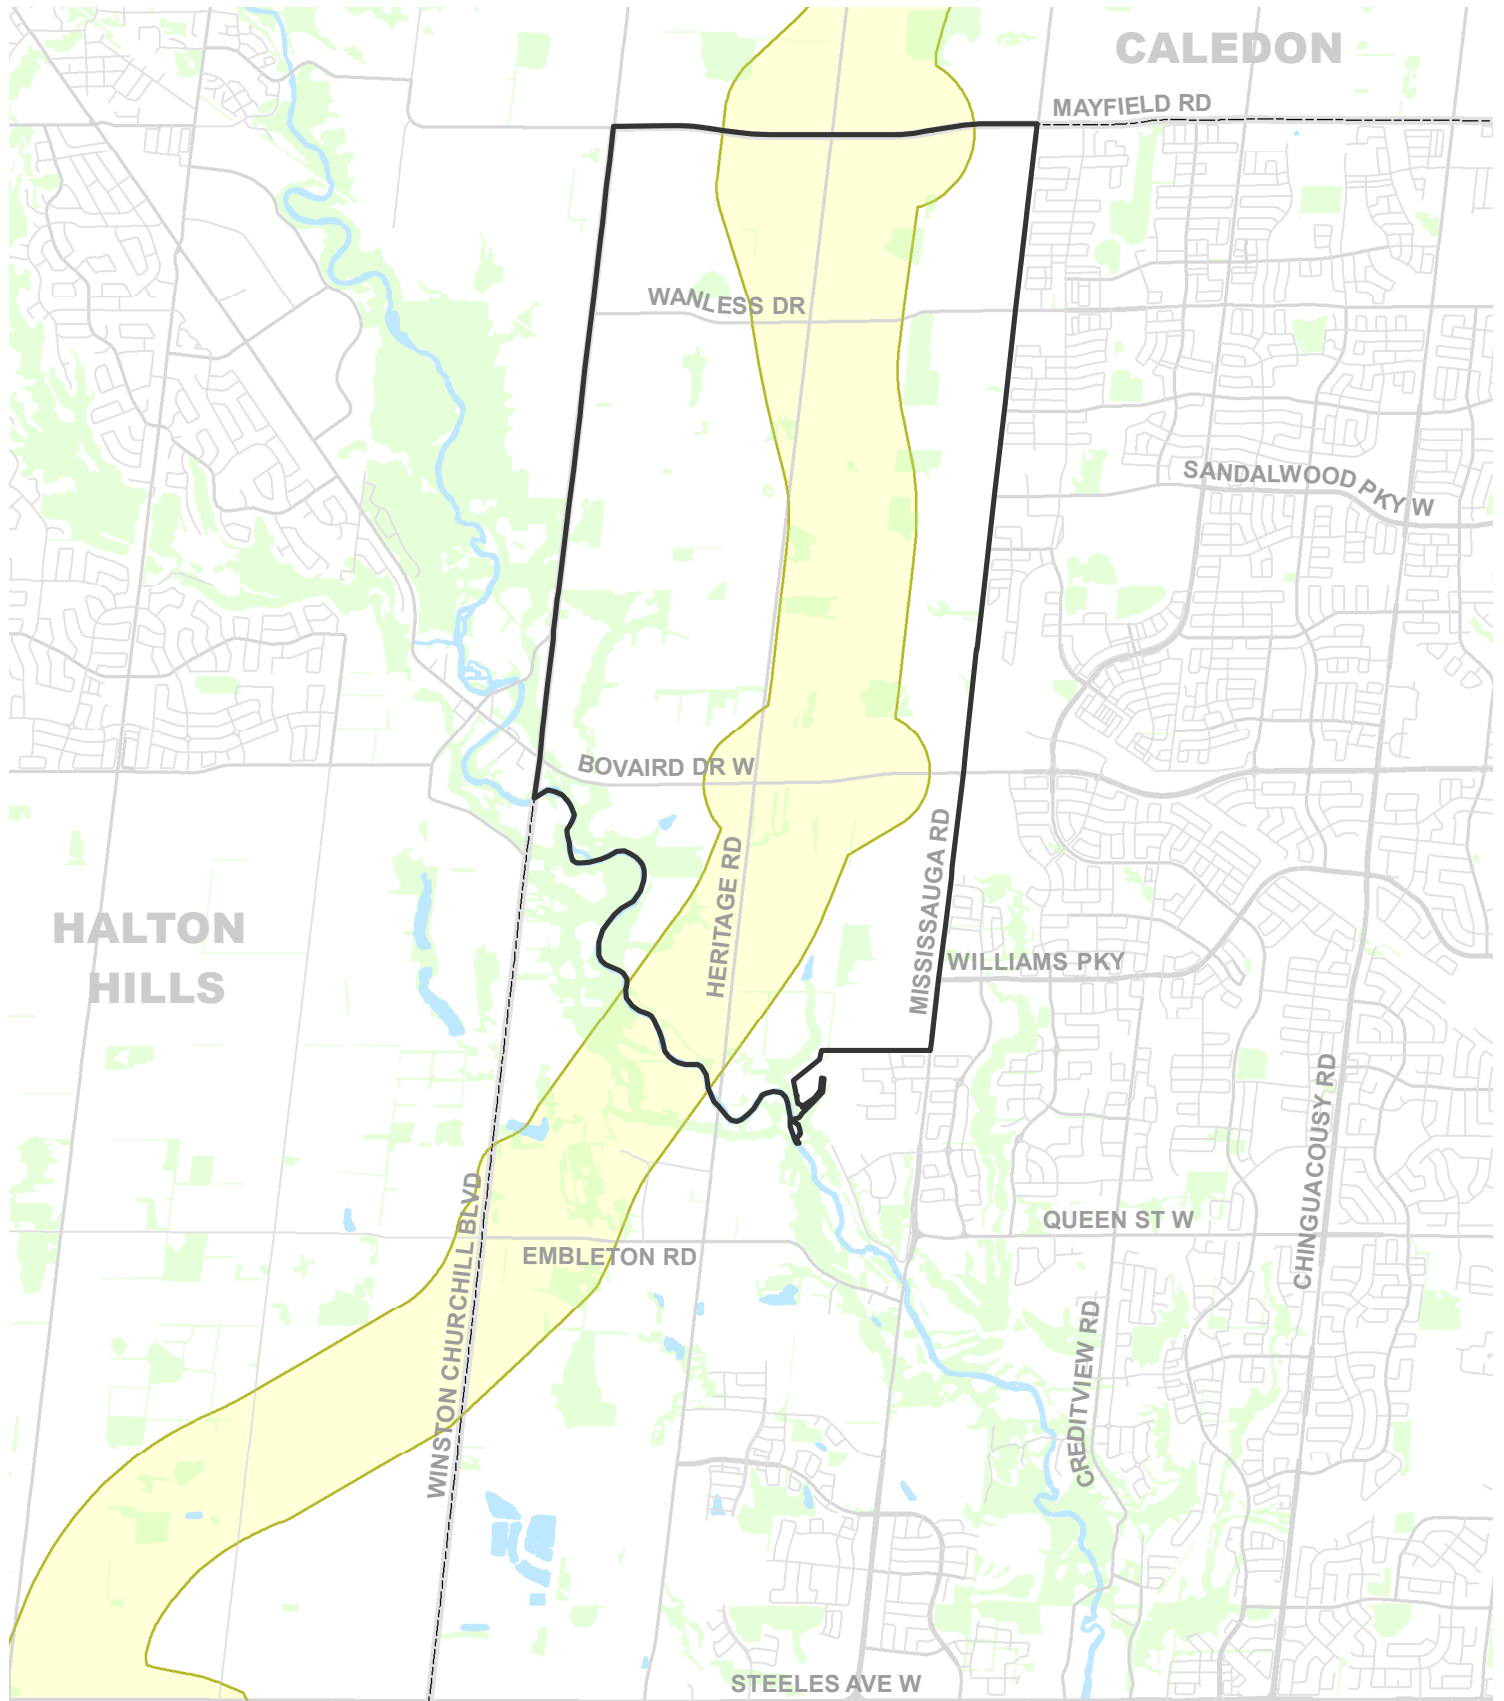 CALEDON
MAYFIELD RD
WANLESS DR
SANDALWOOD PKY W
BOVAIRD DR W
HERITAGE RD
MISSISSAUGA RD
HALTON
HILLS
WILLIAMS PKY
CHINGUACOUSY RD
WINSTON CHURCHILL BLVD
QUEEN ST W
EMBLETON RD
CREDITVIEW RD
STEELES AVE W